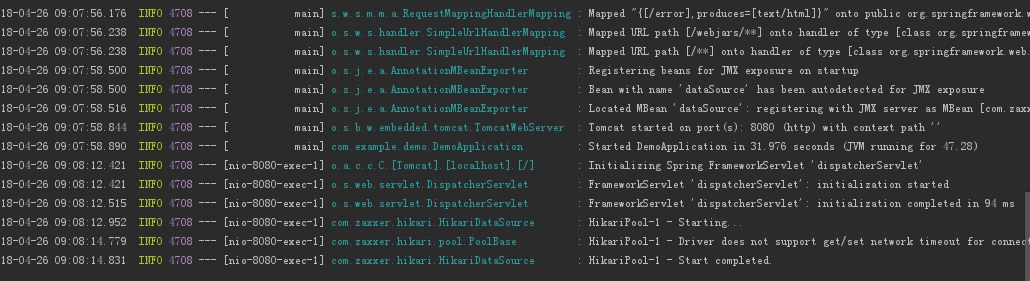 18-04-26 09:07:56.176 INFO 4708 --- [ main] s.w.s.m.m.a.RequestMappingHandlerMapping : Mapped "{[/error],produces=[text/html]}" onto public org.springframework.w
18-04-26 09:07:56.238 INFO 4708 --- [ main] o.s.w.s.handler.SimpleUrlHandlerMapping : Mapped URL path [/webjars/**] onto handler of type [class org.springframew
18-04-26 09:07:56.238 INFO 4708 --- [ main] o.s.w.s.handler.SimpleUrlHandlerMapping : Mapped URL path [/**] onto handler of type [class org.springframework.web.
18-04-26 09:07:58.500 INFO 4708 --- [ main] o.s.j.e.a.AnnotationMBeanExporter : Registering beans for JMX exposure on startup
18-04-26 09:07:58.500 INFO 4708 --- [ main] o.s.j.e.a.AnnotationMBeanExporter : Bean with name 'dataSource' has been autodetected for JMX exposure
18-04-26 09:07:58.516 INFO 4708 --- [ main] o.s.j.e.a.AnnotationMBeanExporter : Located MBean 'dataSource': registering with JMX server as MBean [com.zax
18-04-26 09:07:58.844 INFO 4708 --- [ main] o.s.b.w.embedded.tomcat.TomcatWebServer : Tomcat started on port(s): 8080 (http) with context path ''
18-04-26 09:07:58.890 INFO 4708 --- [ main] com.example.demo.DemoApplication : Started DemoApplication in 31.976 seconds (JVM running for 47.28)
18-04-26 09:08:12.421 INFO 4708 --- [nio-8080-exec-1] o.a.c.c.C.[Tomcat].[localhost].[/] : Initializing Spring FrameworkServlet 'dispatcherServlet'
18-04-26 09:08:12.421 INFO 4708 --- [nio-8080-exec-1] o.s.web.servlet.DispatcherServlet : FrameworkServlet 'dispatcherServlet': initialization started
18-04-26 09:08:12.515 INFO 4708 --- [nio-8080-exec-1] o.s.web.servlet.DispatcherServlet : FrameworkServlet 'dispatcherServlet': initialization completed in 94 ms
18-04-26 09:08:12.952 INFO 4708 --- [nio-8080-exec-1] com.zaxxer.hikari.HikariDataSource : HikariPool-1 - Starting...
18-04-26 09:08:14.779 INFO 4708 --- [nio-8080-exec-1] com.zaxxer.hikari.pool.PoolBase : HikariPool-1 - Driver does not support get/set network timeout for connect
18-04-26 09:08:14.831 INFO 4708 --- [nio-8080-exec-1] com.zaxxer.hikari.HikariDataSource : HikariPool-1 - Start completed.